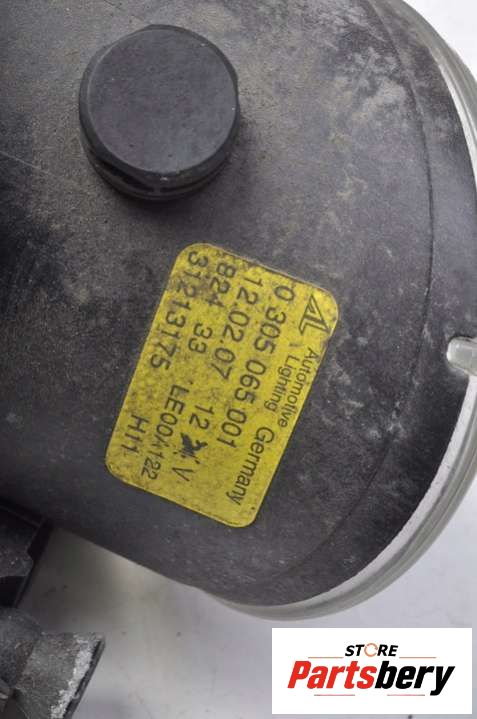 AL Automotive Lighting Germany
0 305 065 001
12.02.07 12 V
824 33 LE00A122
31213175 H11
STORE
Partsbery